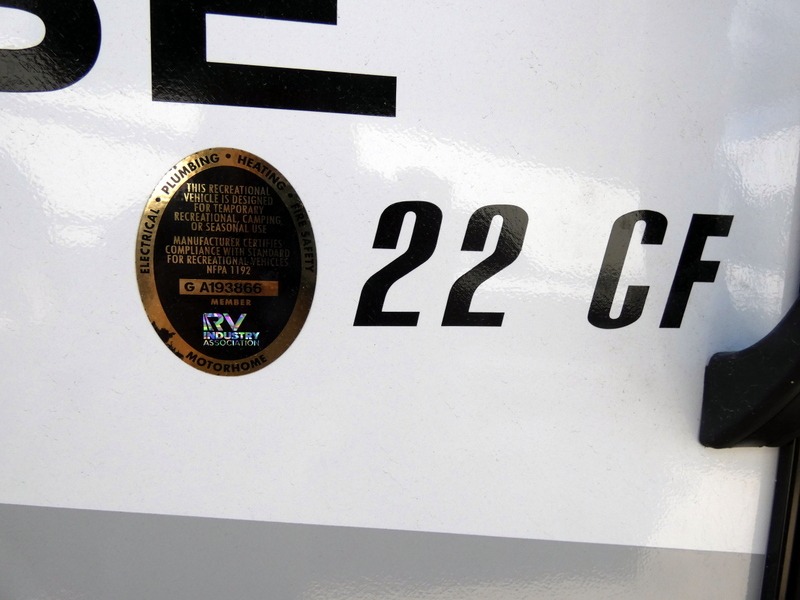 SE
ELECTRICAL • PLUMBING • HEATING • FIRE SAFETY
THIS RECREATIONAL
VEHICLE IS DESIGNED
FOR TEMPORARY
RECREATIONAL, CAMPING,
OR SEASONAL USE
MANUFACTURER CERTIFIES
COMPLIANCE WITH STANDARD
FOR RECREATIONAL VEHICLES
NFPA 1192
G A193866
MEMBER
RV
INDUSTRY
ASSOCIATION
MOTORHOME
22 CF